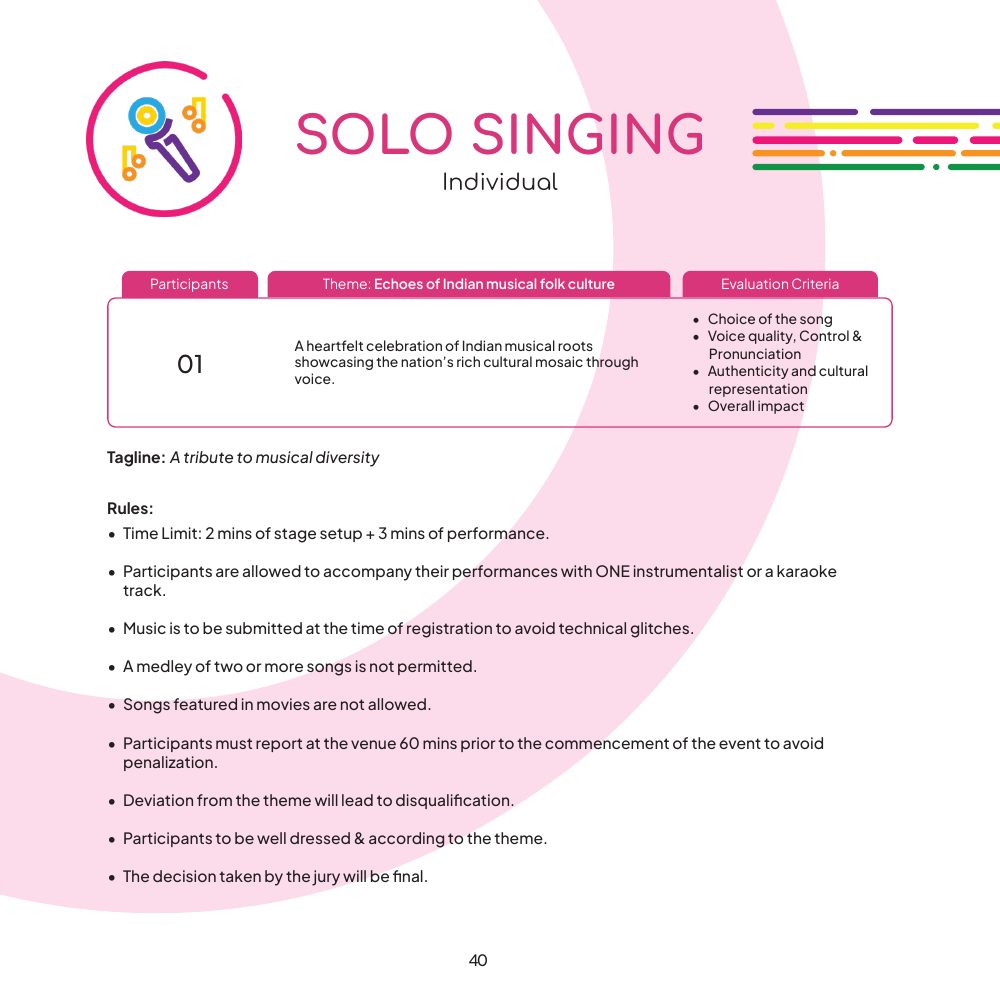 SOLO SINGING
Individual
Participants
Theme: Echoes of Indian musical folk culture
Evaluation Criteria
01
A heartfelt celebration of Indian musical roots
showcasing the nation's rich cultural mosaic through
voice.
• Choice of the song
• Voice quality, Control &
Pronunciation
• Authenticity and cultural
representation
• Overall impact
Tagline: A tribute to musical diversity
Rules:
• Time Limit: 2 mins of stage setup + 3 mins of performance.
• Participants are allowed to accompany their performances with ONE instrumentalist or a karaoke
track.
• Music is to be submitted at the time of registration to avoid technical glitches.
• A medley of two or more songs is not permitted.
• Songs featured in movies are not allowed.
• Participants must report at the venue 60 mins prior to the commencement of the event to avoid
penalization.
• Deviation from the theme will lead to disqualification.
• Participants to be well dressed & according to the theme.
• The decision taken by the jury will be final.
40